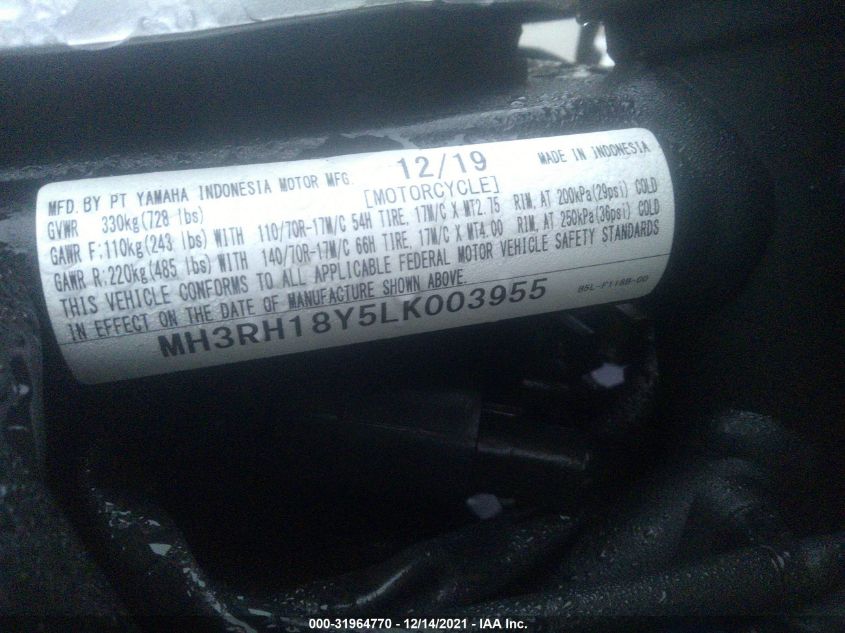 MFD. BY PT YAMAHA INDONESIA MOTOR MFG. 12/19 MADE IN INDONESIA
GVWR 330kg(728 lbs) [MOTORCYCLE]
GAWR F:110kg(243 lbs) WITH 110/70R-17M/C 54H TIRE, 17M/C X MT2.75 RIM, AT 200kPa(29psi) COLD
GAWR R:220kg(485 lbs) WITH 140/70R-17M/C 66H TIRE, 17M/C X MT4.00 RIM, AT 250kPa(36psi) COLD
THIS VEHICLE CONFORMS TO ALL APPLICABLE FEDERAL MOTOR VEHICLE SAFETY STANDARDS
IN EFFECT ON THE DATE OF MANUFACTURE SHOWN ABOVE.
MH3RH18Y5LK003955 B5L-F118B-00
000-31964770 - 12/14/2021 - IAA Inc.